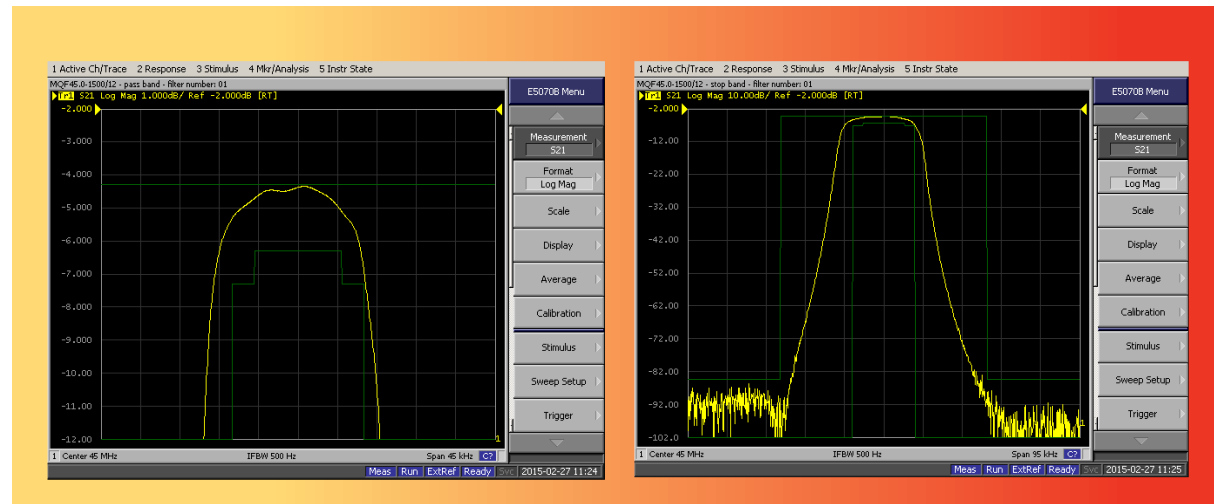 1 Active Ch/Trace 2 Response 3 Stimulus 4 Mkr/Analysis 5 Instr State
MQF45.0-1500/12 - pass band - filter number: 01
Tr1 S21 Log Mag 1.000dB/ Ref -2.000dB [RT]
-2.000
-3.000
-4.000
-5.000
-6.000
-7.000
-8.000
-9.000
-10.00
-11.00
-12.00
1
1 Center 45 MHz IFBW 500 Hz Span 45 kHz C?
Meas Run ExtRef Ready Svc 2015-02-27 11:24
E5070B Menu
Measurement
S21
Format
Log Mag
Scale
Display
Average
Calibration
Stimulus
Sweep Setup
Trigger
1 Active Ch/Trace 2 Response 3 Stimulus 4 Mkr/Analysis 5 Instr State
MQF45.0-1500/12 - stop band - filter number: 01
Tr1 S21 Log Mag 10.00dB/ Ref -2.000dB [RT]
-2.000
-12.00
-22.00
-32.00
-42.00
-52.00
-62.00
-72.00
-82.00
-92.00
-102.0
1
1 Center 45 MHz IFBW 500 Hz Span 95 kHz C?
Meas Run ExtRef Ready Svc 2015-02-27 11:25
E5070B Menu
Measurement
S21
Format
Log Mag
Scale
Display
Average
Calibration
Stimulus
Sweep Setup
Trigger